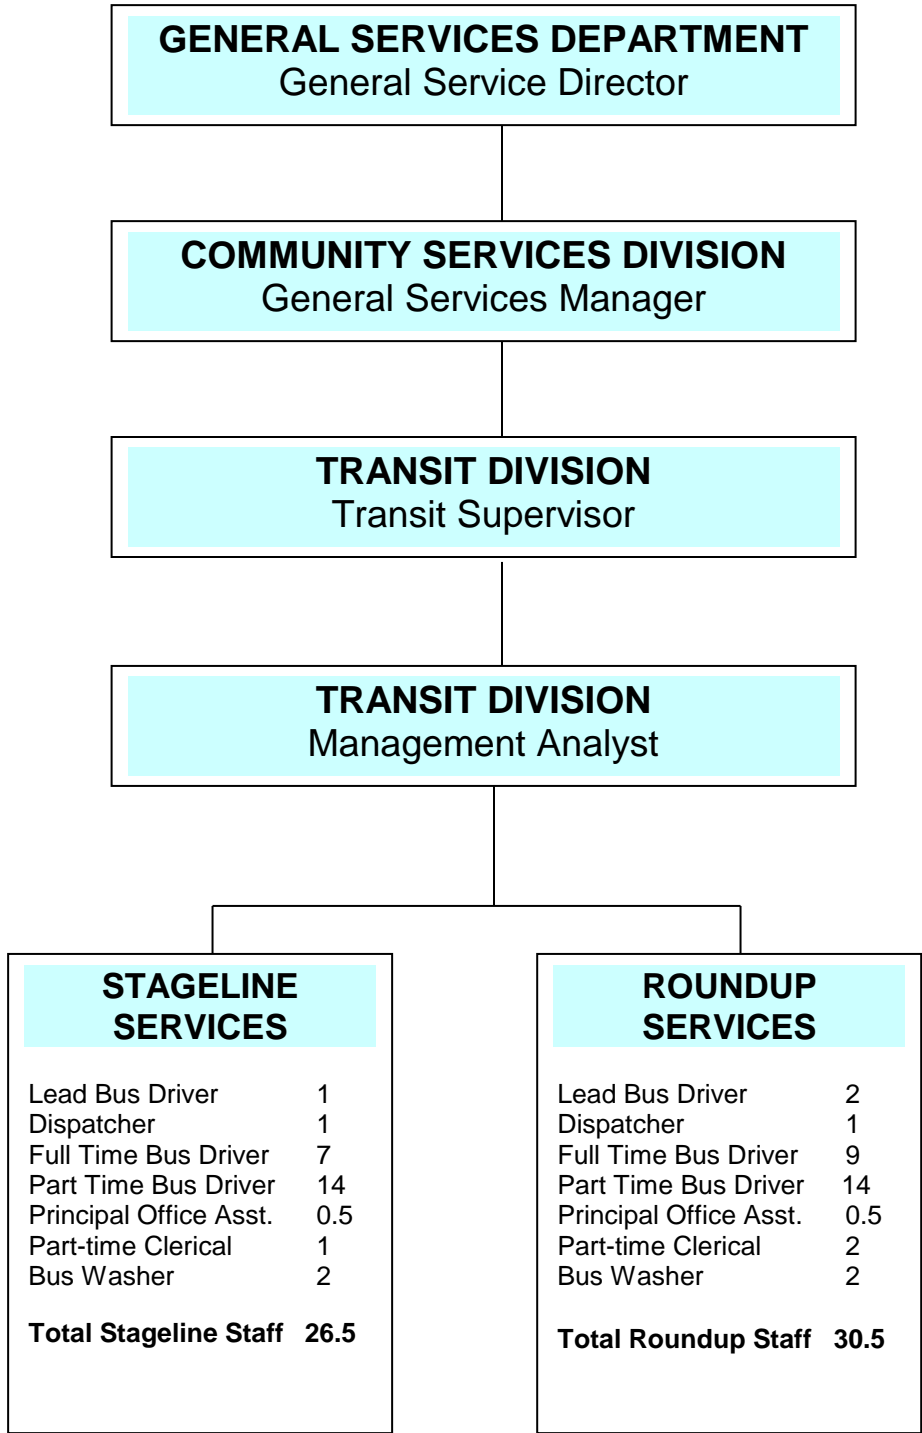 GENERAL SERVICES DEPARTMENT
General Service Director
COMMUNITY SERVICES DIVISION
General Services Manager
TRANSIT DIVISION
Transit Supervisor
TRANSIT DIVISION
Management Analyst
STAGELINE
SERVICES
Lead Bus Driver 1
Dispatcher 1
Full Time Bus Driver 7
Part Time Bus Driver 14
Principal Office Asst. 0.5
Part-time Clerical 1
Bus Washer 2
Total Stageline Staff 26.5
ROUNDUP
SERVICES
Lead Bus Driver 2
Dispatcher 1
Full Time Bus Driver 9
Part Time Bus Driver 14
Principal Office Asst. 0.5
Part-time Clerical 2
Bus Washer 2
Total Roundup Staff 30.5